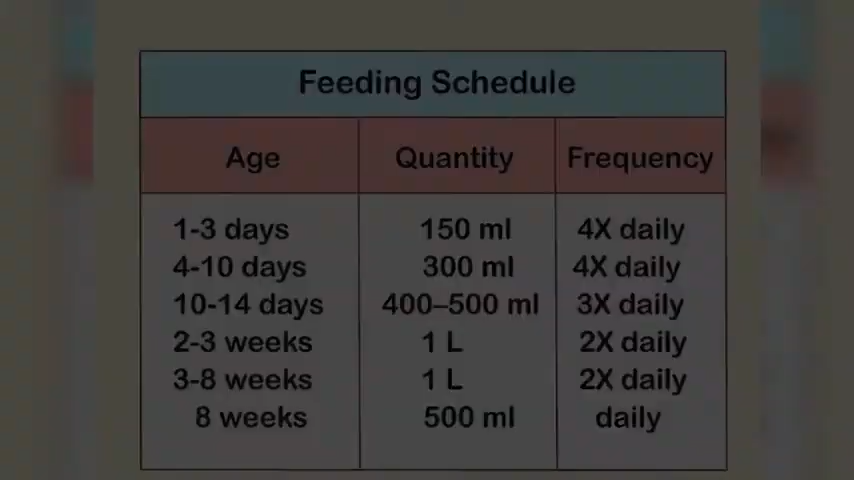 Feeding Schedule
Age Quantity Frequency
1-3 days 150 ml 4X daily
4-10 days 300 ml 4X daily
10-14 days 400–500 ml 3X daily
2-3 weeks 1 L 2X daily
3-8 weeks 1 L 2X daily
8 weeks 500 ml daily